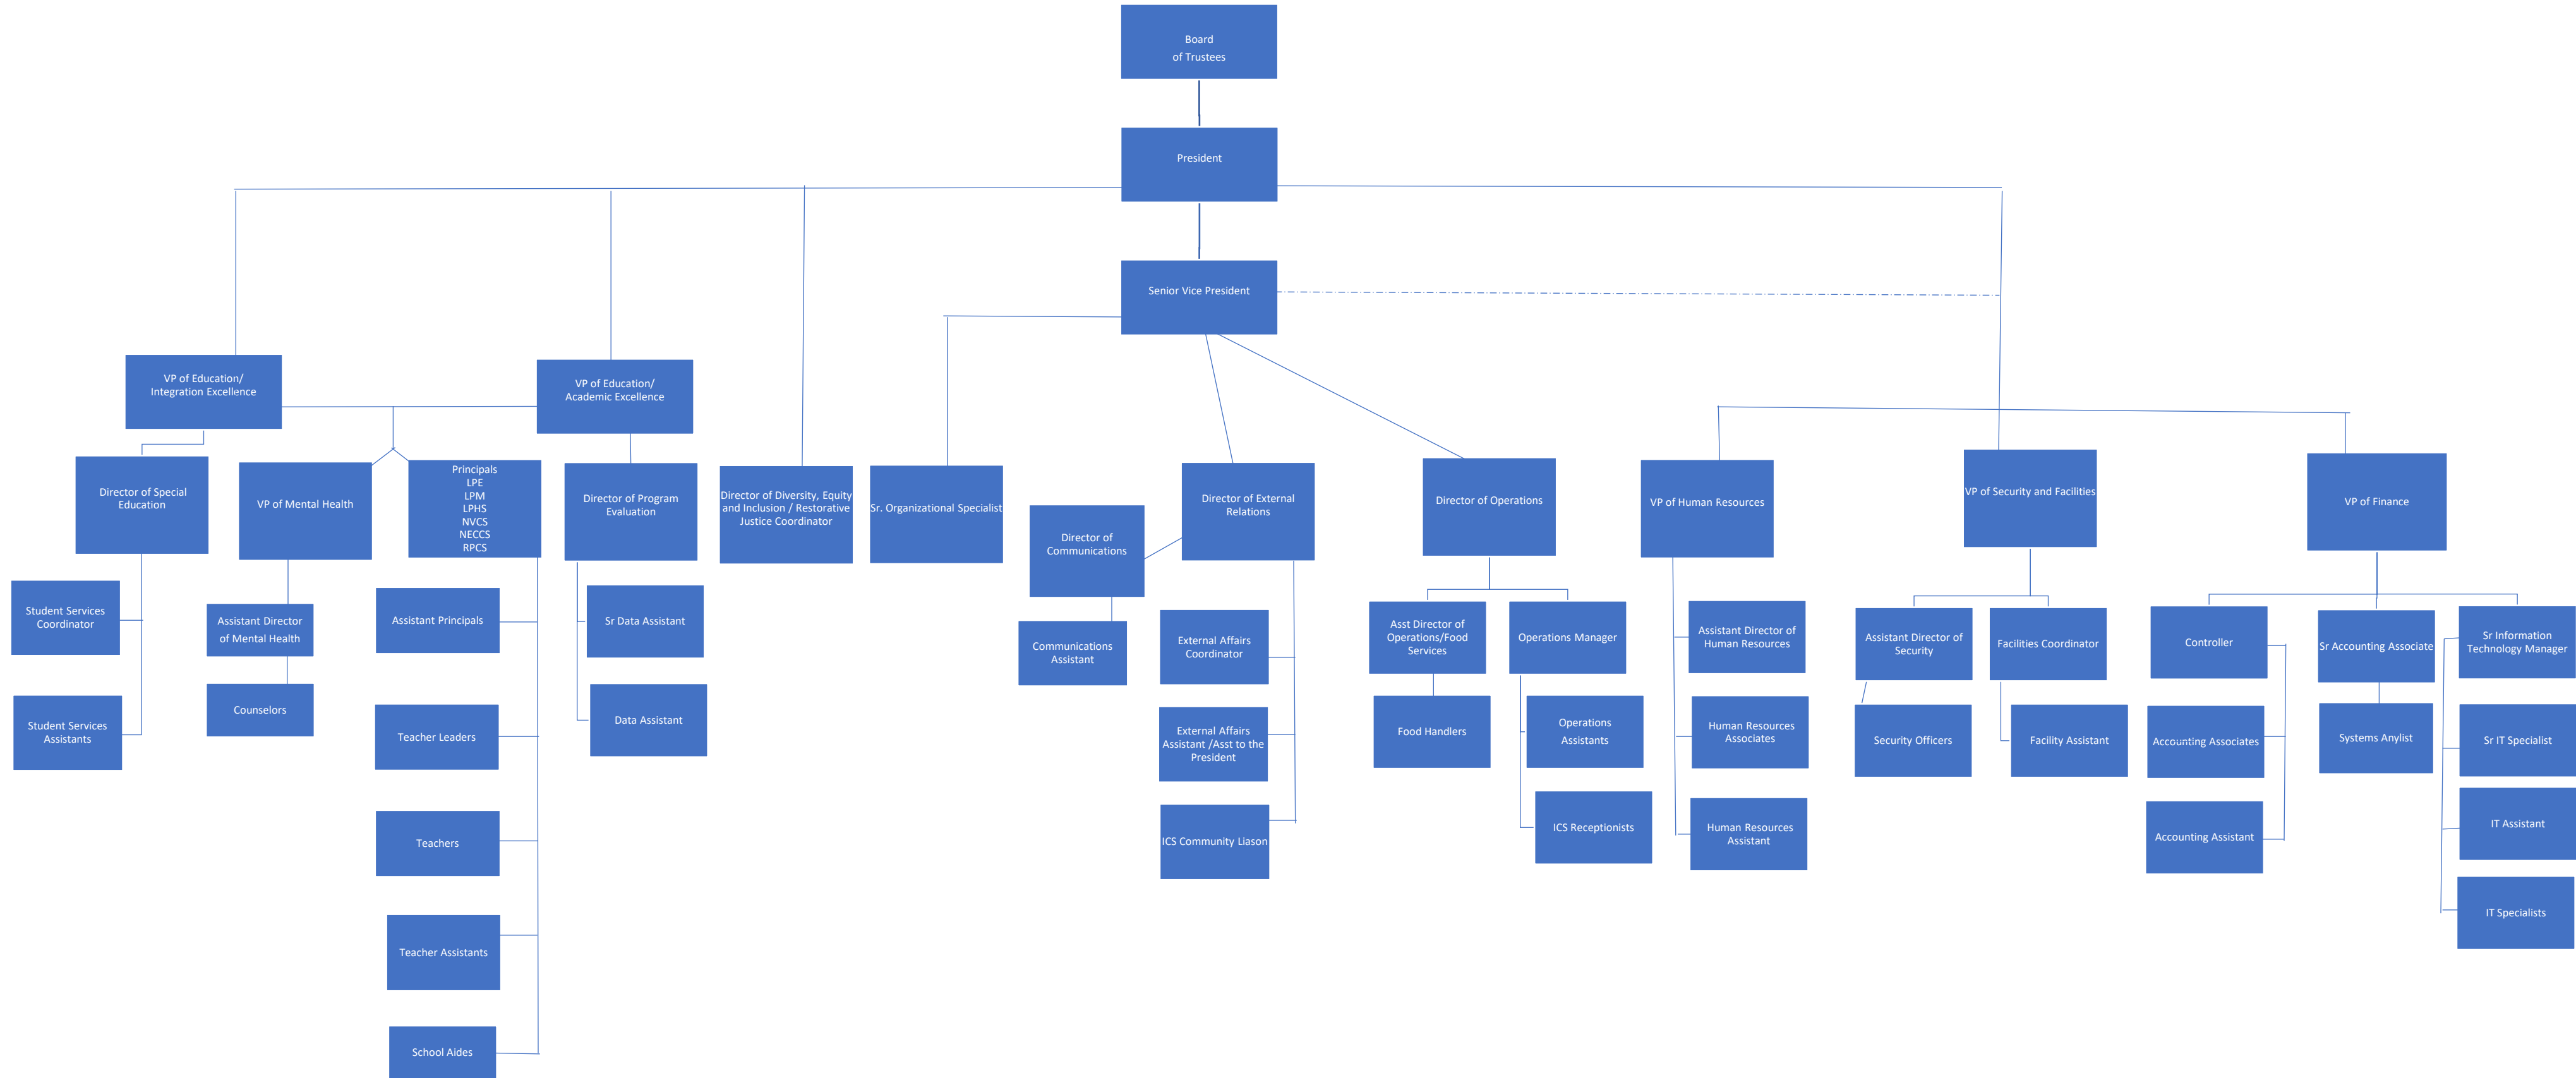 Board
of Trustees
President
Senior Vice President
VP of Education/
Integration Excellence
VP of Education/
Academic Excellence
Director of Special
Education
VP of Mental Health
Principals
LPE
LPM
LPHS
NVCS
NECCS
RPCS
Director of Program
Evaluation
Director of Diversity, Equity
and Inclusion / Restorative
Justice Coordinator
Sr. Organizational Specialist
Director of External
Relations
Director of Operations
VP of Human Resources
VP of Security and Facilities
VP of Finance
Director of
Communications
Student Services
Coordinator
Assistant Director
of Mental Health
Assistant Principals
Sr Data Assistant
Communications
Assistant
External Affairs
Coordinator
Asst Director of
Operations/Food
Services
Operations Manager
Assistant Director of
Human Resources
Assistant Director of
Security
Facilities Coordinator
Controller
Sr Accounting Associate
Sr Information
Technology Manager
Student Services
Assistants
Counselors
Teacher Leaders
Data Assistant
External Affairs
Assistant /Asst to the
President
Food Handlers
Operations
Assistants
Human Resources
Associates
Security Officers
Facility Assistant
Accounting Associates
Systems Anylist
Sr IT Specialist
Teachers
ICS Community Liason
ICS Receptionists
Human Resources
Assistant
Accounting Assistant
IT Assistant
Teacher Assistants
IT Specialists
School Aides